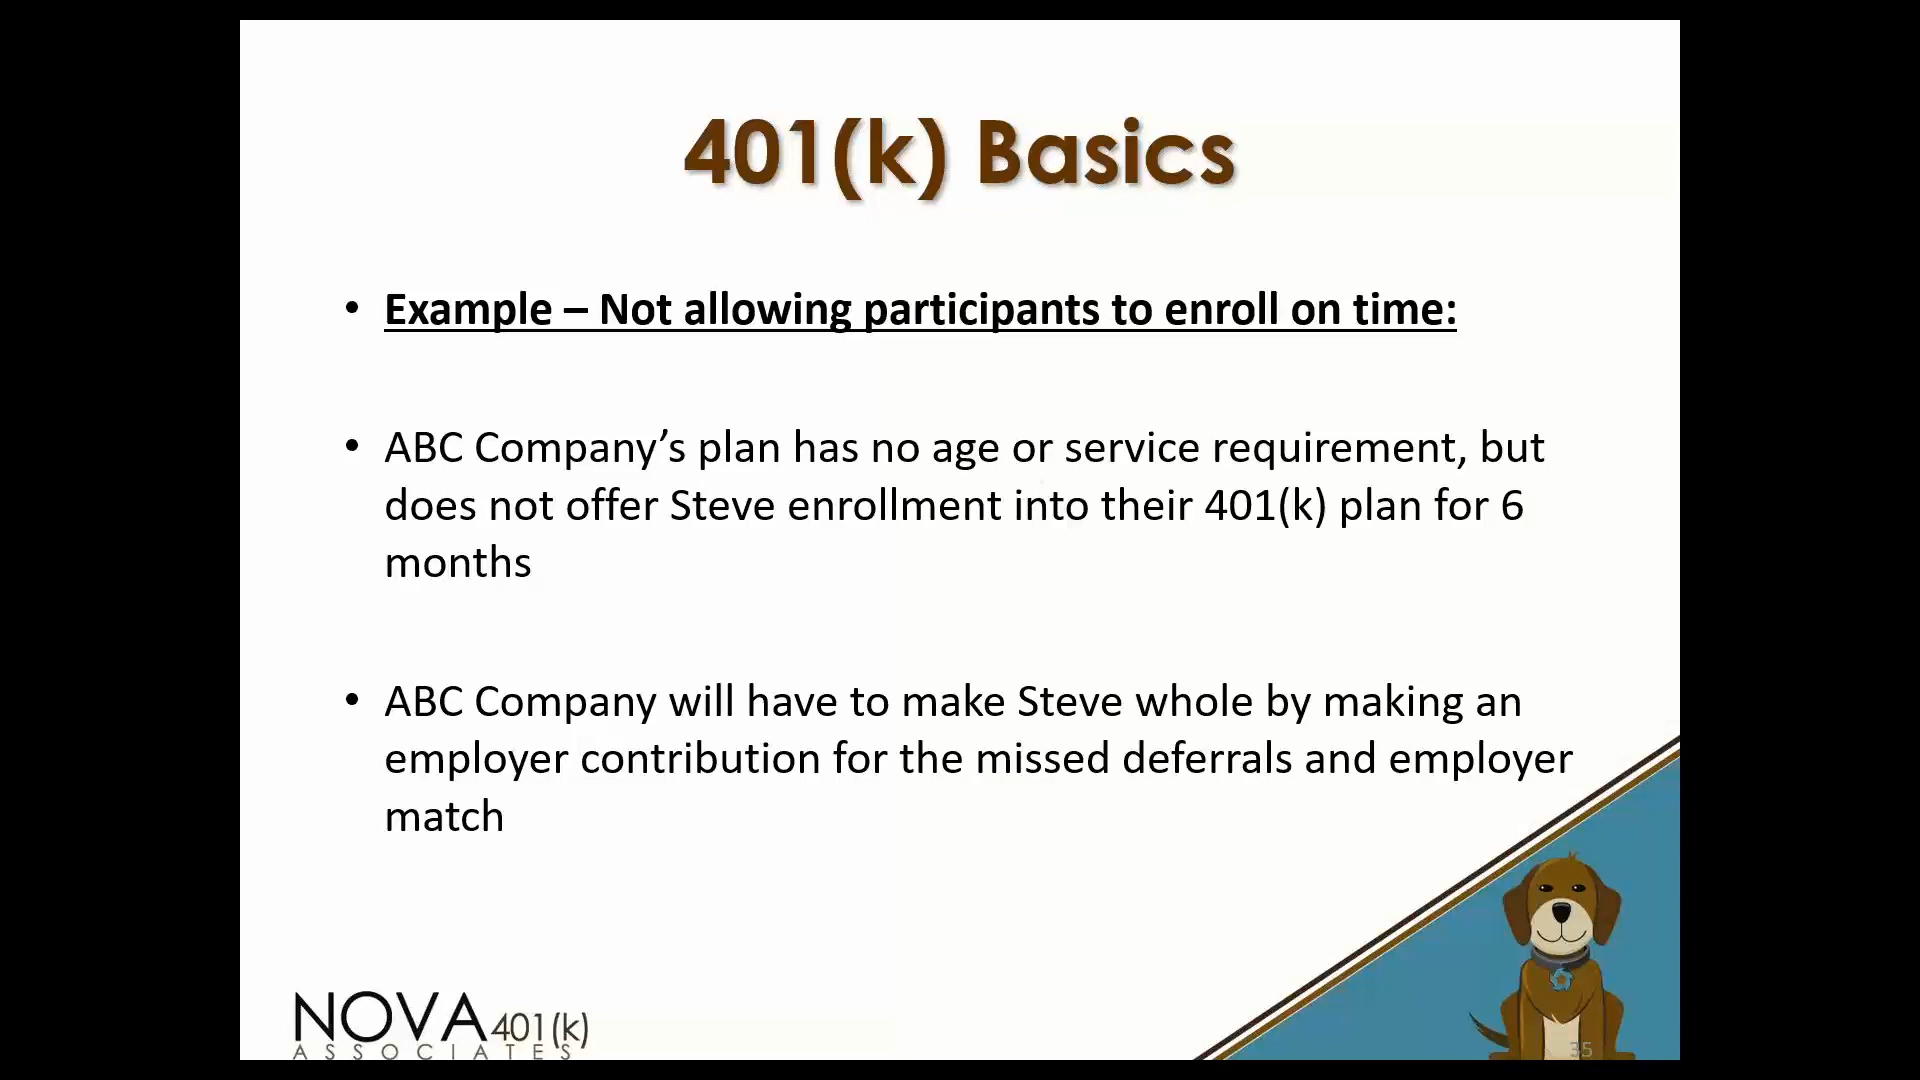 401(k) Basics
• Example – Not allowing participants to enroll on time:
• ABC Company’s plan has no age or service requirement, but
does not offer Steve enrollment into their 401(k) plan for 6
months
• ABC Company will have to make Steve whole by making an
employer contribution for the missed deferrals and employer
match
NOVA 401(k)
ASSOCIATES
35